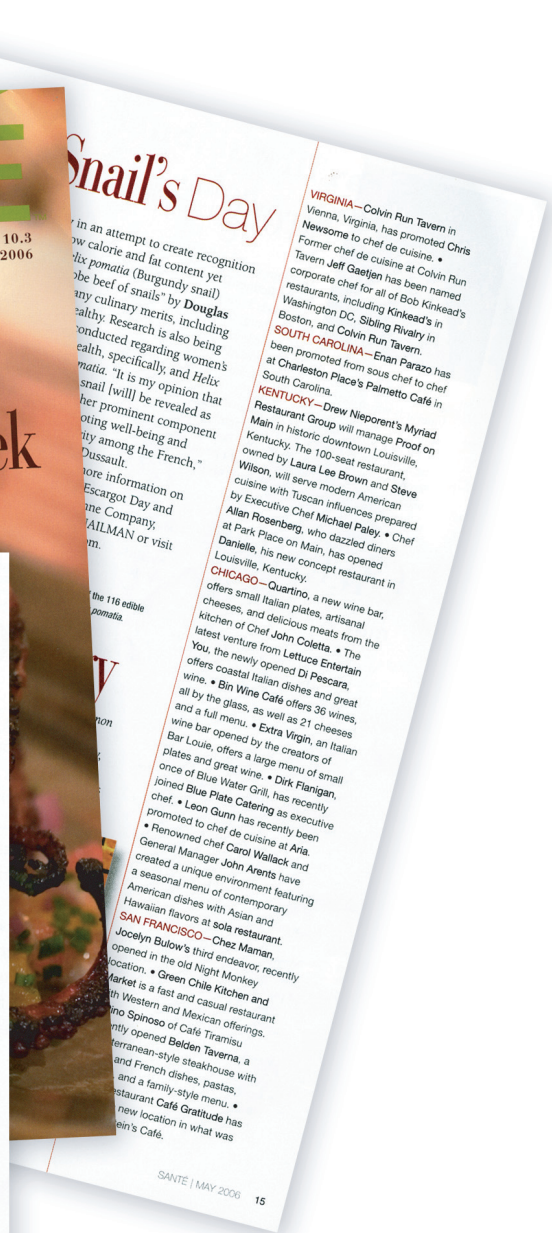 10.3
2006
ek
Snail's Day
in an attempt to create recognition
low calorie and fat content yet
Helix pomatia (Burgundy snail)
obe beef of snails" by Douglas
any culinary merits, including
ealthy. Research is also being
conducted regarding women's
ealth, specifically, and Helix
matia. "It is my opinion that
snail [will] be revealed as
her prominent component
oting well-being and
ity among the French,"
Dussault.
ore information on
Escargot Day and
nne Company,
AILMAN or visit
om.
the 116 edible
pomatia.
ry
non
VIRGINIA—Colvin Run Tavern in
Vienna, Virginia, has promoted Chris
Newsome to chef de cuisine. •
Former chef de cuisine at Colvin Run
Tavern Jeff Gaetjen has been named
corporate chef for all of Bob Kinkead's
restaurants, including Kinkead's in
Washington DC, Sibling Rivalry in
Boston, and Colvin Run Tavern.
SOUTH CAROLINA—Enan Parazo has
been promoted from sous chef to chef
at Charleston Place's Palmetto Café in
South Carolina.
KENTUCKY—Drew Nieporent's Myriad
Restaurant Group will manage Proof on
Main in historic downtown Louisville,
Kentucky. The 100-seat restaurant,
owned by Laura Lee Brown and Steve
Wilson, will serve modern American
cuisine with Tuscan influences prepared
by Executive Chef Michael Paley. • Chef
Allan Rosenberg, who dazzled diners
at Park Place on Main, has opened
Danielle, his new concept restaurant in
Louisville, Kentucky.
CHICAGO—Quartino, a new wine bar,
offers small Italian plates, artisanal
cheeses, and delicious meats from the
kitchen of Chef John Coletta. • The
latest venture from Lettuce Entertain
You, the newly opened Di Pescara,
offers coastal Italian dishes and great
wine. • Bin Wine Café offers 36 wines,
all by the glass, as well as 21 cheeses
and a full menu. • Extra Virgin, an Italian
wine bar opened by the creators of
Bar Louie, offers a large menu of small
plates and great wine. • Dirk Flanigan,
once of Blue Water Grill, has recently
joined Blue Plate Catering as executive
chef. • Leon Gunn has recently been
promoted to chef de cuisine at Aria.
• Renowned chef Carol Wallack and
General Manager John Arents have
created a unique environment featuring
a seasonal menu of contemporary
American dishes with Asian and
Hawaiian flavors at sola restaurant.
SAN FRANCISCO—Chez Maman,
Jocelyn Bulow's third endeavor, recently
opened in the old Night Monkey
location. • Green Chile Kitchen and
Market is a fast and casual restaurant
th Western and Mexican offerings.
ino Spinoso of Café Tiramisu
ntly opened Belden Taverna, a
iterranean-style steakhouse with
and French dishes, pastas,
, and a family-style menu. •
estaurant Café Gratitude has
new location in what was
lein's Café.
SANTÉ | MAY 2006 15